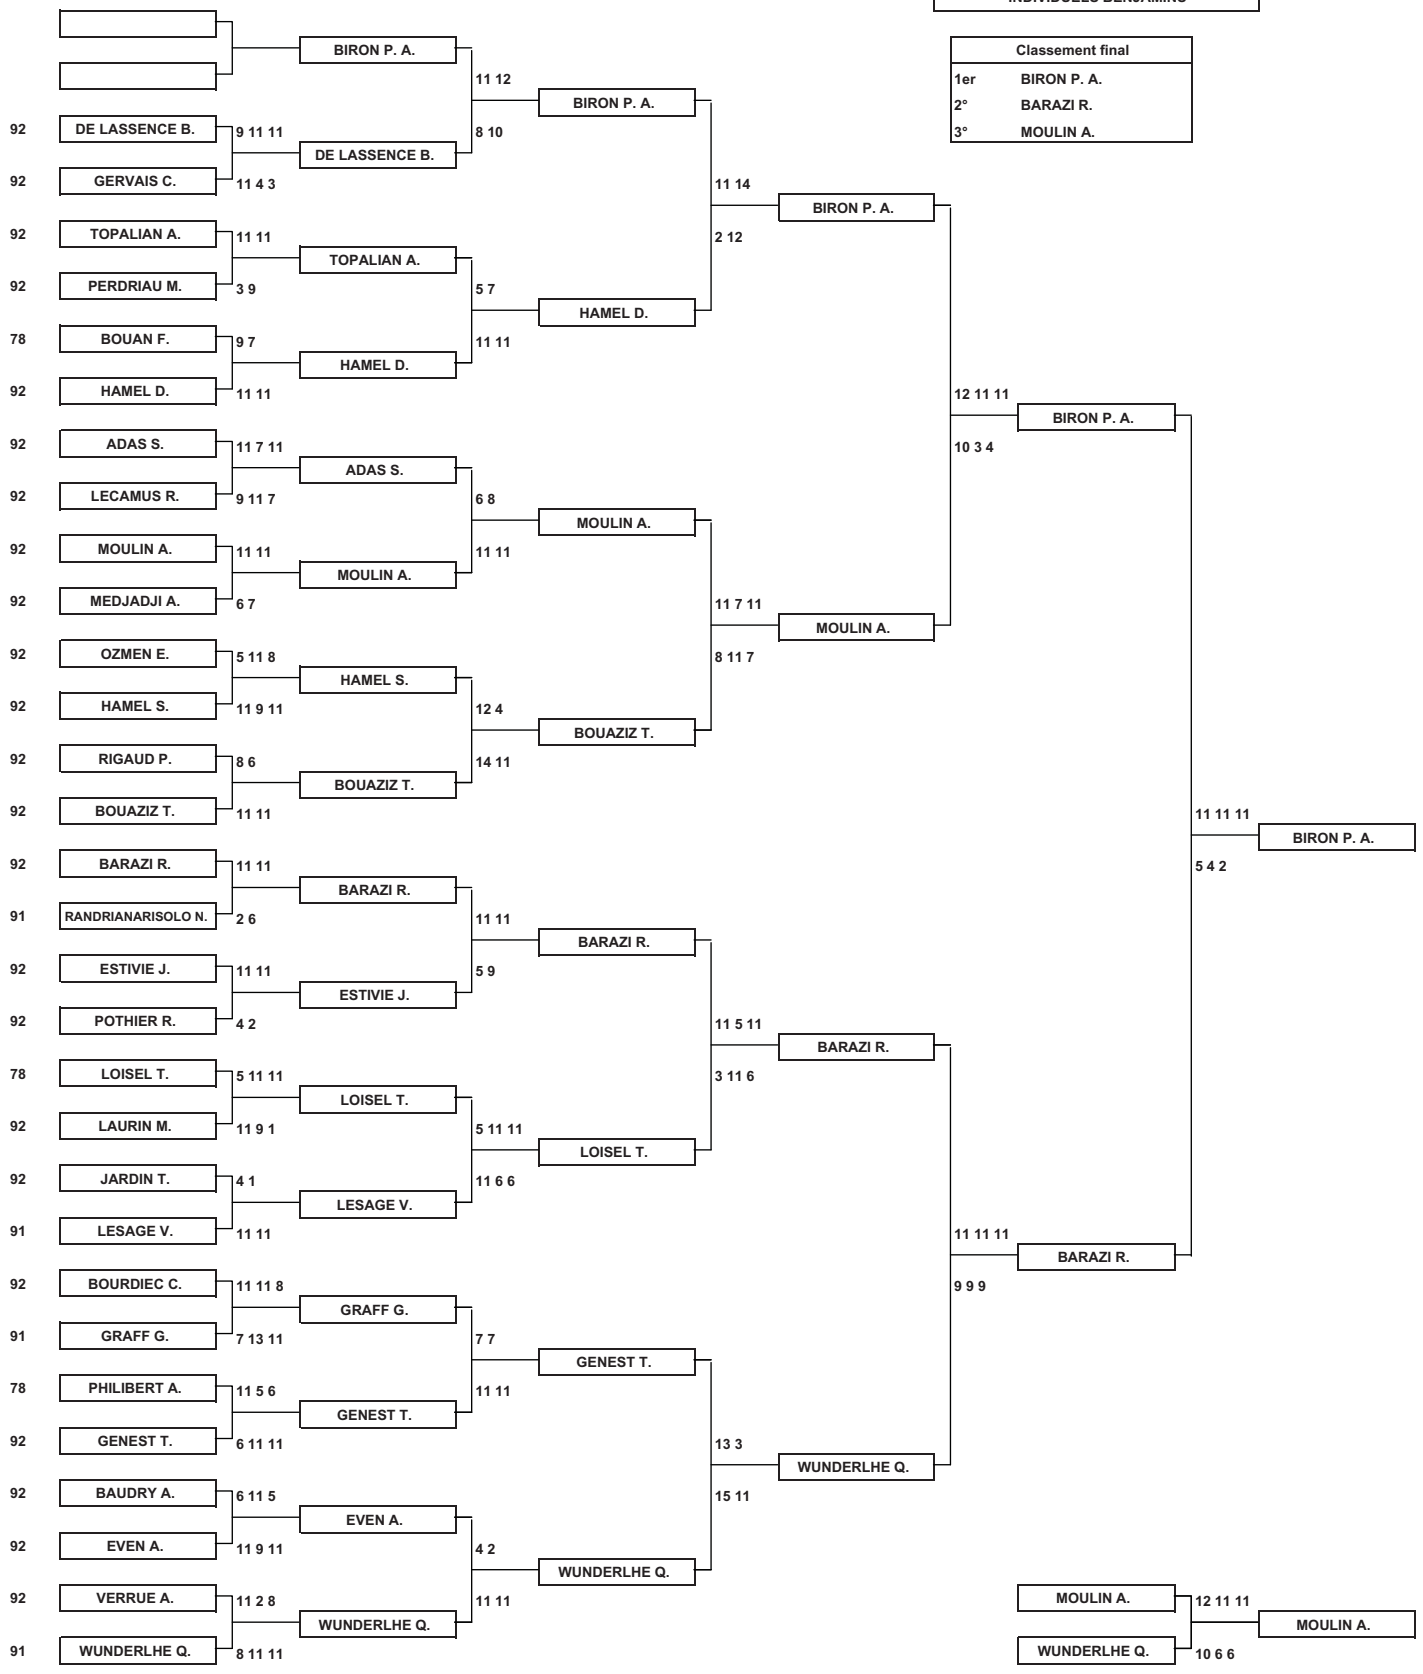 BIRON P. A.
Classement final
11 12
1er BIRON P. A.
BIRON P. A.
2° BARAZI R.
92 DE LASSENCE B. 9 11 11
8 10
3° MOULIN A.
DE LASSENCE B.
92 GERVAIS C. 11 4 3
11 14
BIRON P. A.
92 TOPALIAN A. 11 11
2 12
TOPALIAN A.
92 PERDRIAU M. 3 9
5 7
HAMEL D.
78 BOUAN F. 9 7
11 11
HAMEL D.
92 HAMEL D. 11 11
12 11 11
BIRON P. A.
92 ADAS S. 11 7 11
10 3 4
ADAS S.
92 LECAMUS R. 9 11 7
6 8
MOULIN A.
92 MOULIN A. 11 11
11 11
MOULIN A.
92 MEDJADJI A. 6 7
11 7 11
MOULIN A.
92 OZMEN E. 5 11 8
8 11 7
HAMEL S.
92 HAMEL S. 11 9 11
12 4
BOUAZIZ T.
92 RIGAUD P. 8 6
14 11
BOUAZIZ T.
92 BOUAZIZ T. 11 11
11 11 11
BIRON P. A.
92 BARAZI R. 11 11
5 4 2
BARAZI R.
91 RANDRIANARISOLO N. 2 6
11 11
BARAZI R.
92 ESTIVIE J. 11 11
5 9
ESTIVIE J.
92 POTHIER R. 4 2
11 5 11
BARAZI R.
78 LOISEL T. 5 11 11
3 11 6
LOISEL T.
92 LAURIN M. 11 9 1
5 11 11
LOISEL T.
92 JARDIN T. 4 1
11 6 6
LESAGE V.
91 LESAGE V. 11 11
11 11 11
BARAZI R.
92 BOURDIEC C. 11 11 8
9 9 9
GRAFF G.
91 GRAFF G. 7 13 11
7 7
GENEST T.
78 PHILIBERT A. 11 5 6
11 11
GENEST T.
92 GENEST T. 6 11 11
13 3
WUNDERLHE Q.
92 BAUDRY A. 6 11 5
15 11
EVEN A.
92 EVEN A. 11 9 11
4 2
WUNDERLHE Q.
92 VERRUE A. 11 2 8
11 11
MOULIN A. 12 11 11
WUNDERLHE Q.
MOULIN A.
91 WUNDERLHE Q. 8 11 11
WUNDERLHE Q. 10 6 6